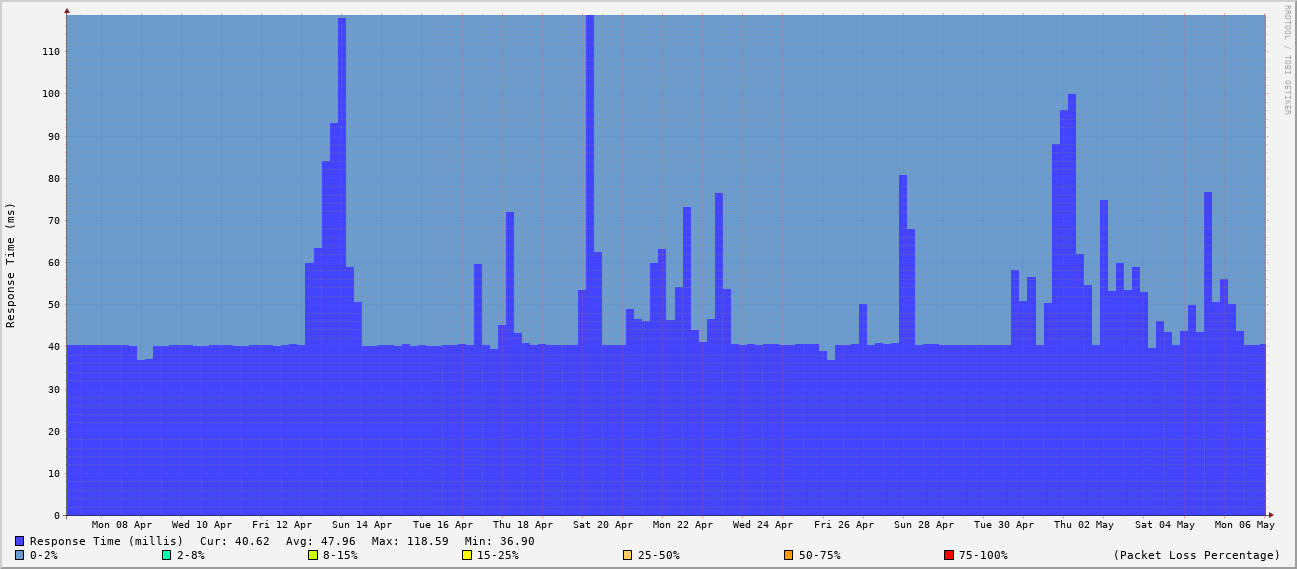 RRDTOOL / TOBI OETIKER
Response Time (ms)
110
100
90
80
70
60
50
40
30
20
10
0
Mon 08 Apr Wed 10 Apr Fri 12 Apr Sun 14 Apr Tue 16 Apr Thu 18 Apr Sat 20 Apr Mon 22 Apr Wed 24 Apr Fri 26 Apr Sun 28 Apr Tue 30 Apr Thu 02 May Sat 04 May Mon 06 May
Response Time (millis) Cur: 40.62 Avg: 47.96 Max: 118.59 Min: 36.90
0-2% 2-8% 8-15% 15-25% 25-50% 50-75% 75-100% (Packet Loss Percentage)